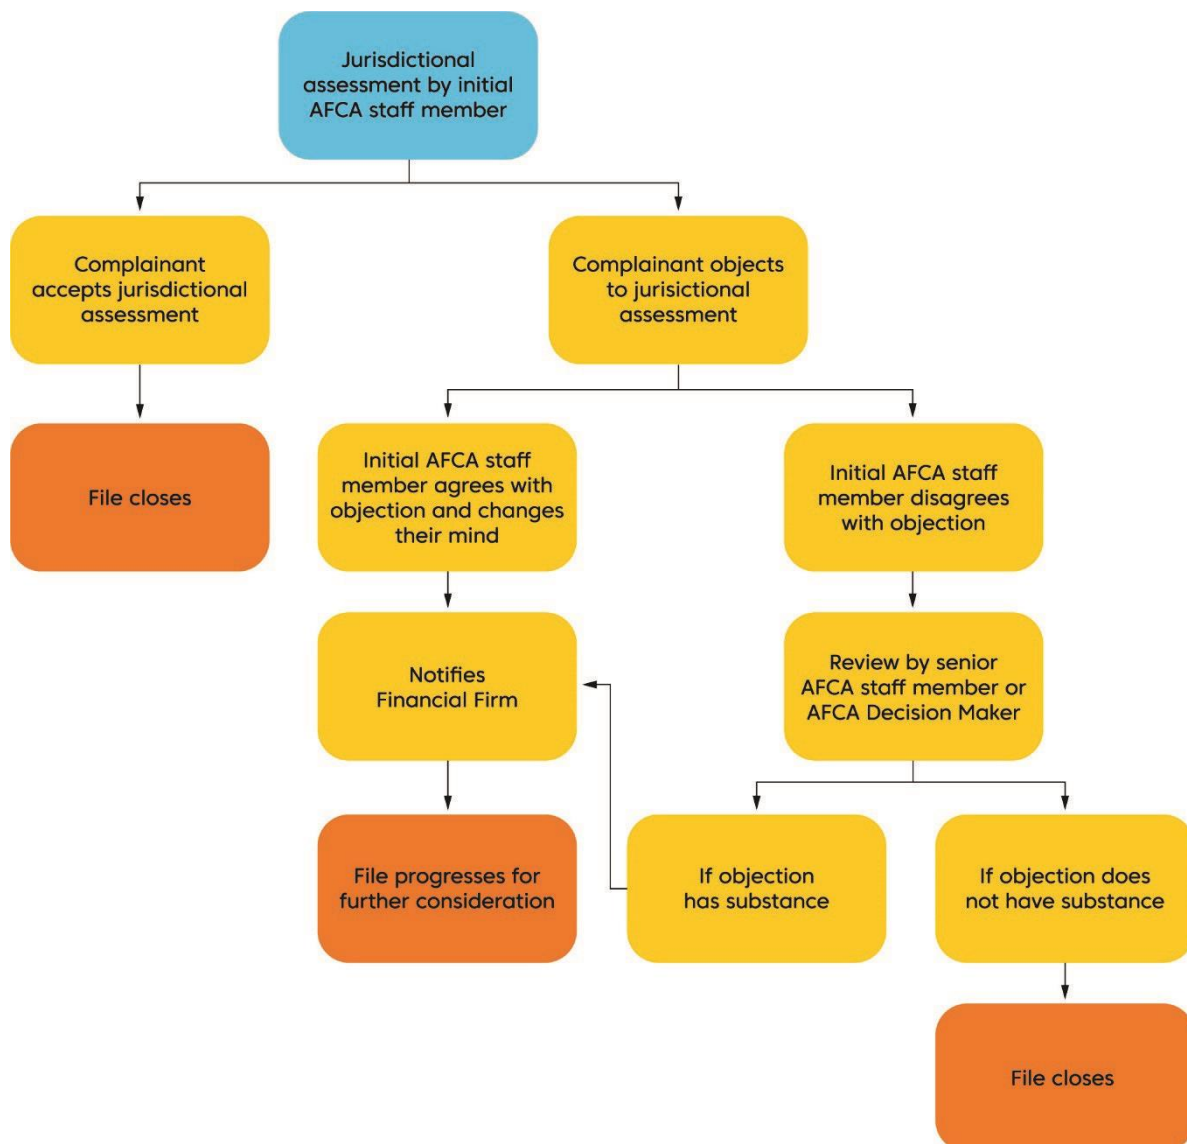 Jurisdictional
assessment by initial
AFCA staff member
Complainant
accepts jurisdictional
assessment
Complainant objects
to jurisictional
assessment
File closes
Initial AFCA staff
member agrees with
objection and changes
their mind
Initial AFCA staff
member disagrees
with objection
Notifies
Financial Firm
Review by senior
AFCA staff member or
AFCA Decision Maker
File progresses for
further consideration
If objection
has substance
If objection does
not have substance
File closes